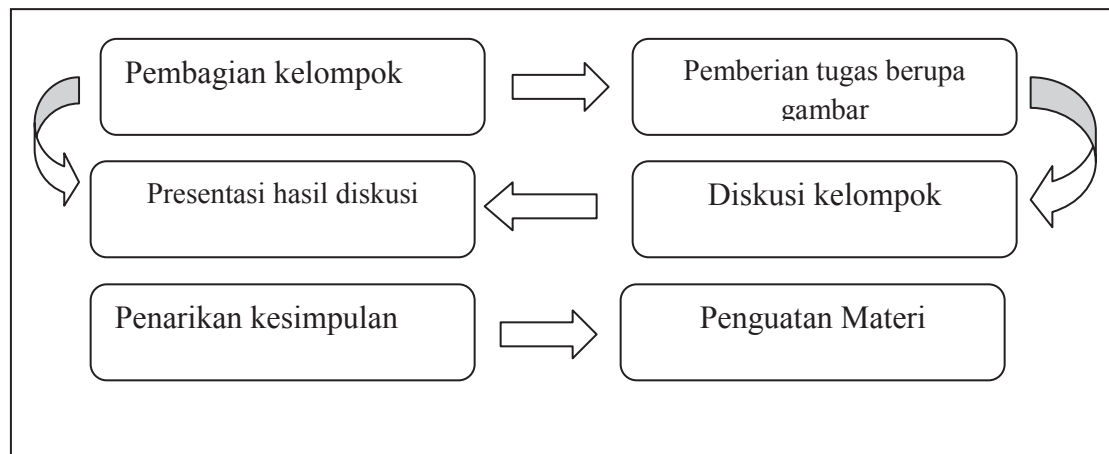 Pembagian kelompok
Pemberian tugas berupa
gambar
Presentasi hasil diskusi
Diskusi kelompok
Penarikan kesimpulan
Penguatan Materi